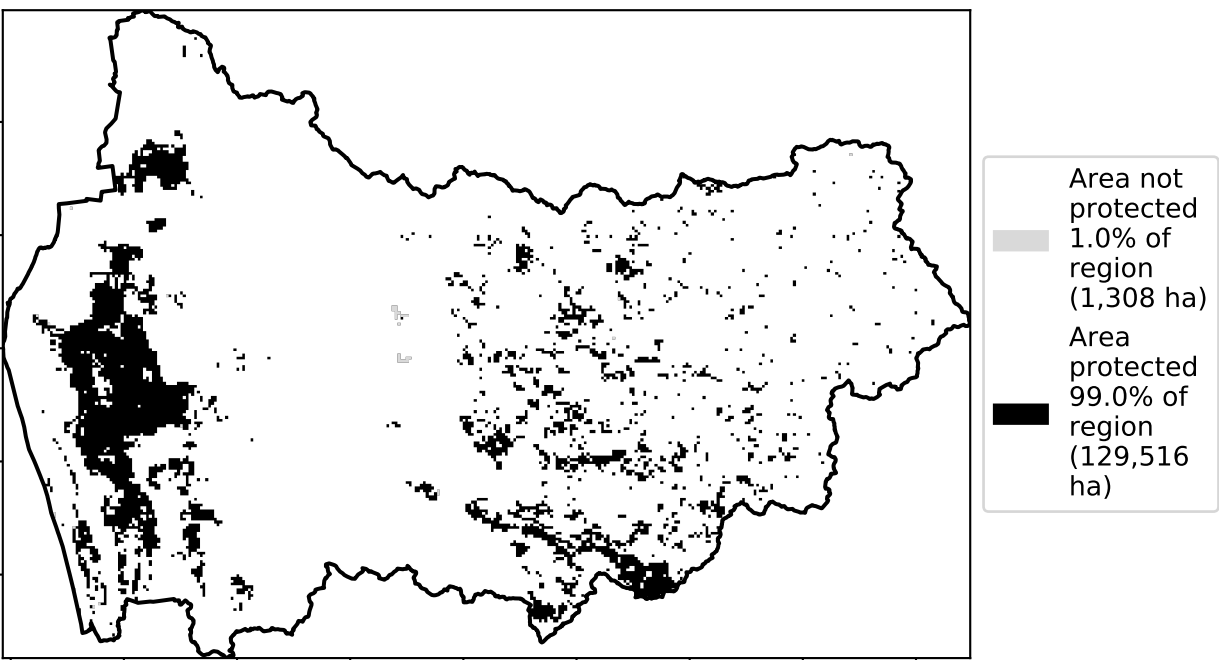 Area not
protected
1.0% of
region
(1,308 ha)
Area
protected
99.0% of
region
(129,516
ha)